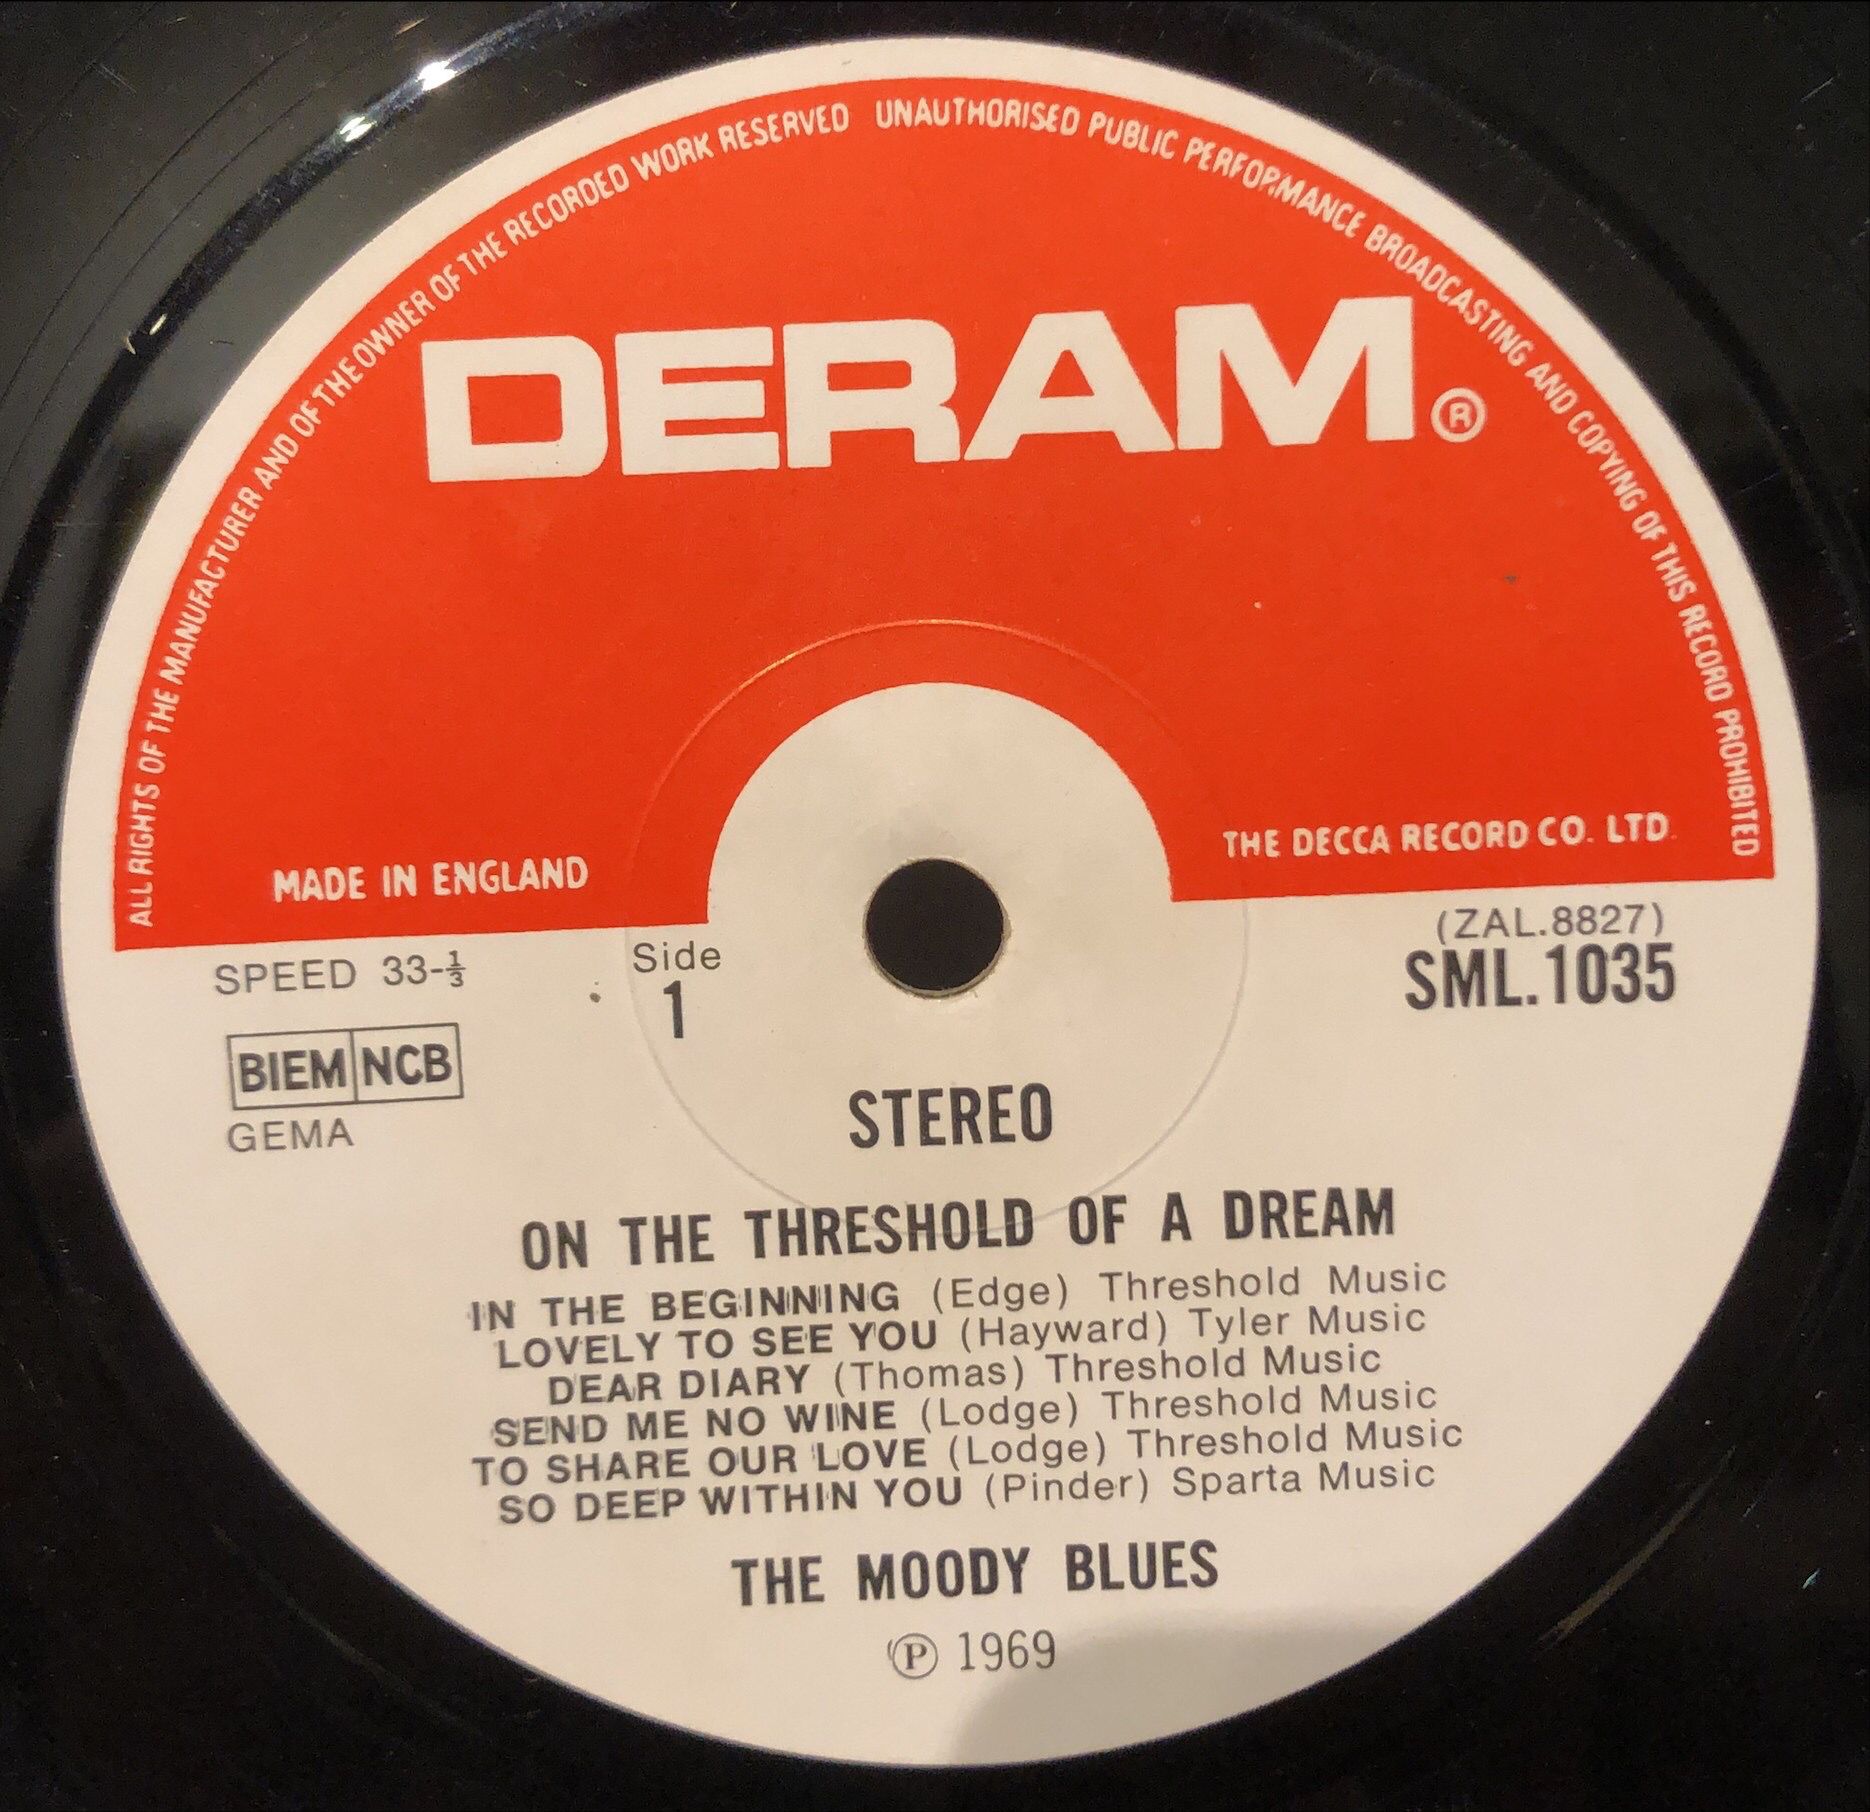 ALL RIGHTS OF THE MANUFACTURER AND OF THE OWNER OF THE RECORDED WORK RESERVED UNAUTHORISED PUBLIC PERFORMANCE BROADCASTING AND COPYING OF THIS RECORD PROHIBITED
DERAM®
MADE IN ENGLAND
THE DECCA RECORD CO. LTD.
SPEED 33-⅓
Side
1
(ZAL.8827)
SML.1035
BIEM NCB
GEMA
STEREO
ON THE THRESHOLD OF A DREAM
IN THE BEGINNING (Edge) Threshold Music
LOVELY TO SEE YOU (Hayward) Tyler Music
DEAR DIARY (Thomas) Threshold Music
SEND ME NO WINE (Lodge) Threshold Music
TO SHARE OUR LOVE (Lodge) Threshold Music
SO DEEP WITHIN YOU (Pinder) Sparta Music
THE MOODY BLUES
℗ 1969